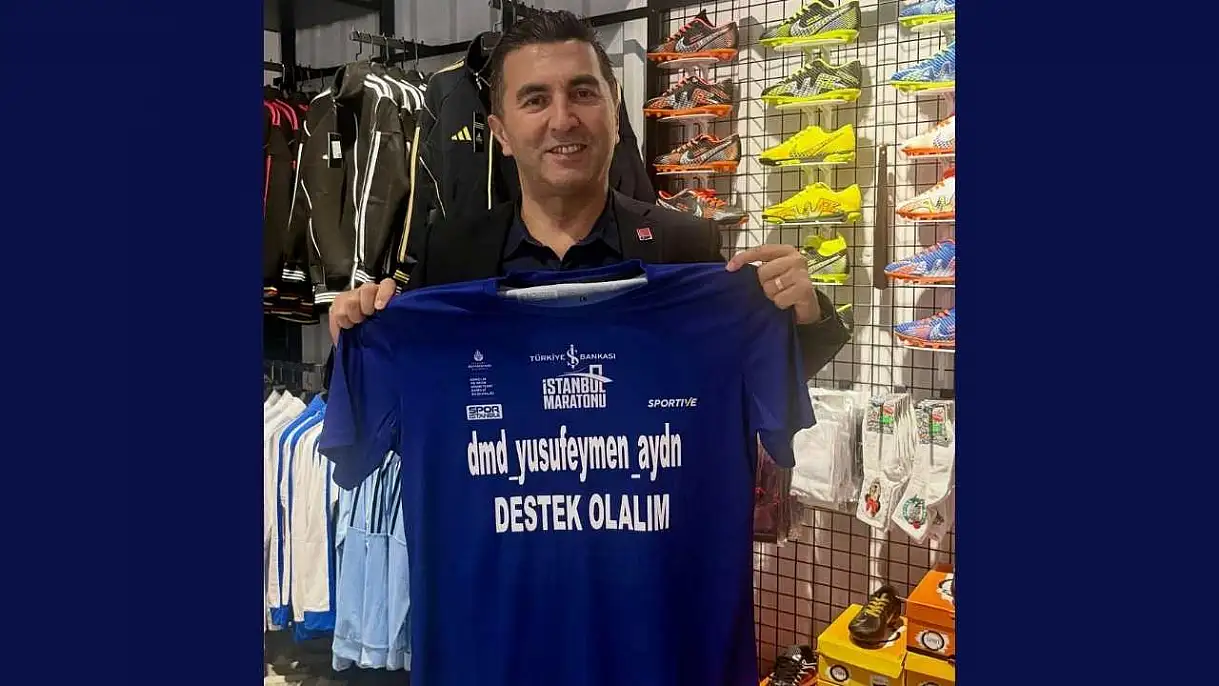 TÜRKİYE İŞ BANKASI
İSTANBUL
MARATONU
SPOR
İSTANBUL
SPORTIVE
dmd_yusufeymen_aydn
DESTEK OLALIM